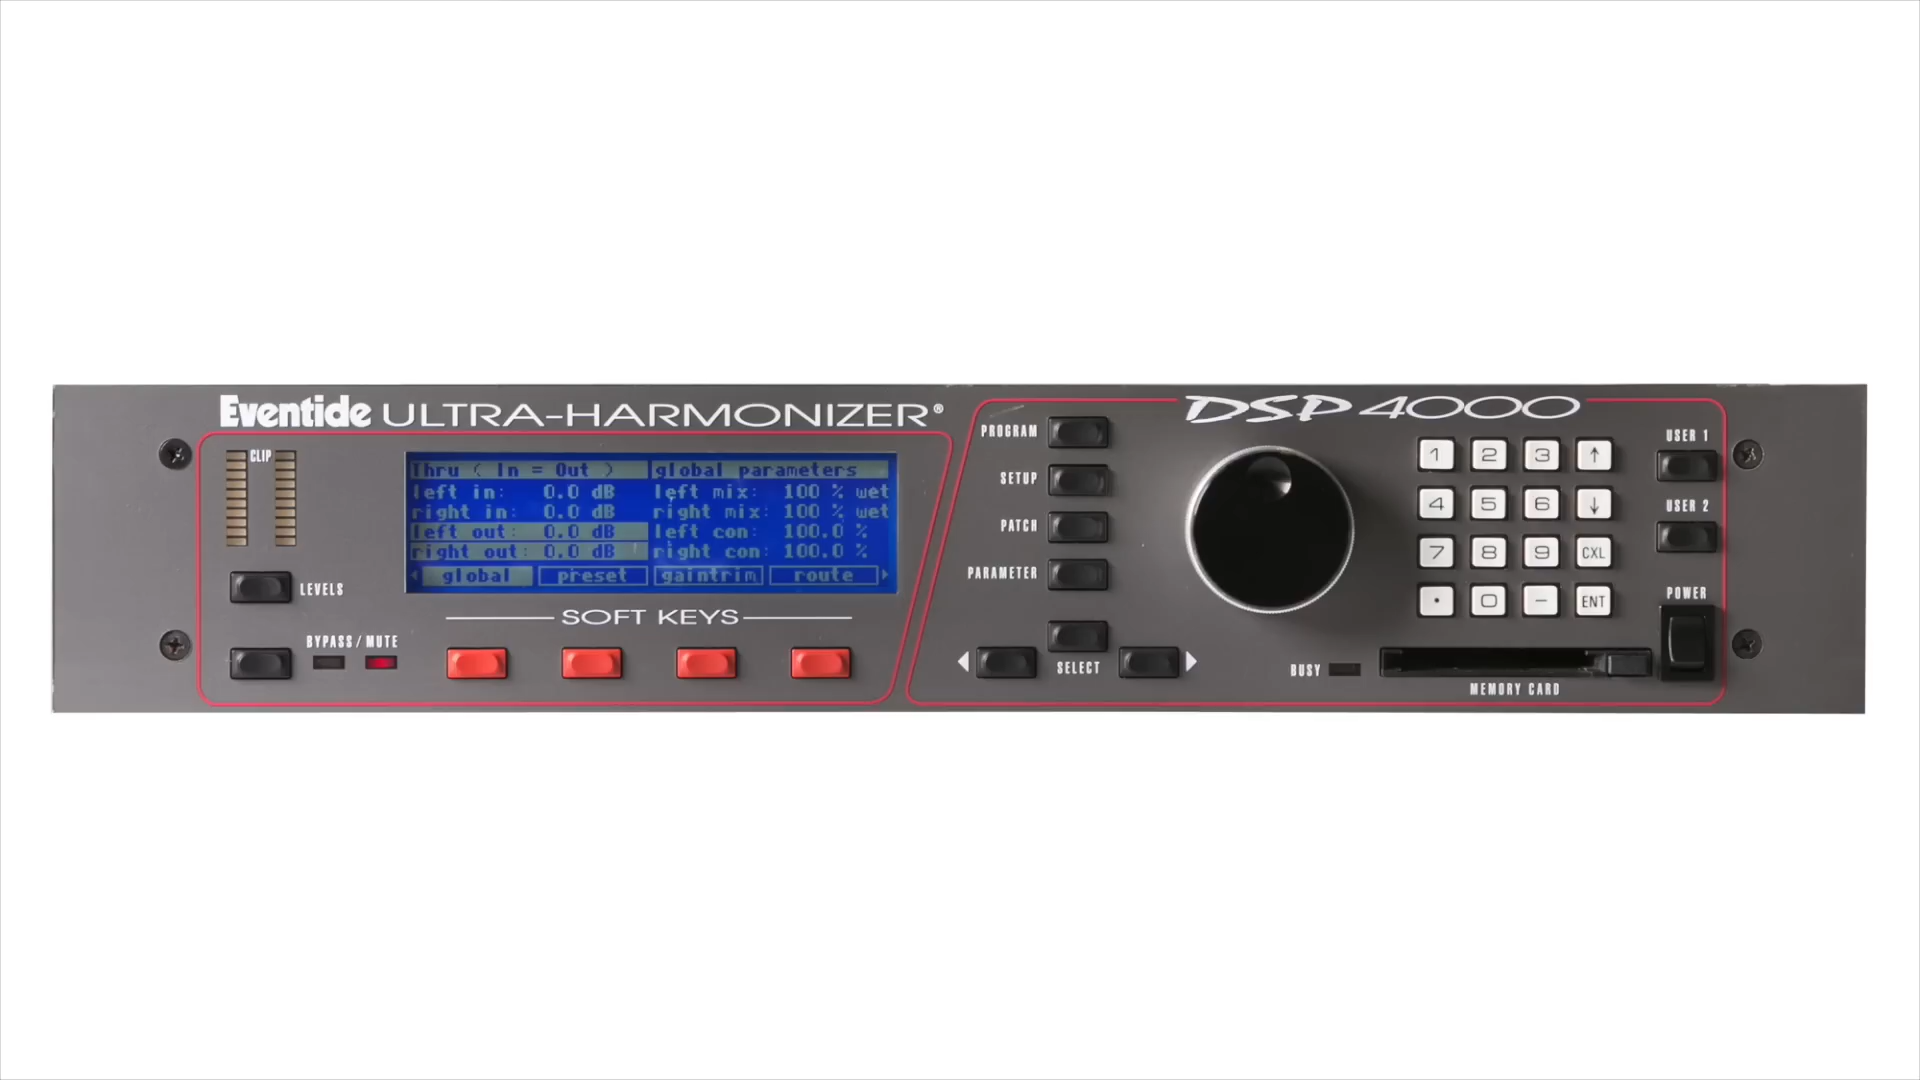 Eventide ULTRA-HARMONIZER®
DSP 4000
CLIP
Thru ( In = Out ) global parameters
left in: 0.0 dB left mix: 100 % wet
right in: 0.0 dB right mix: 100 % wet
left out: 0.0 dB left con: 100.0 %
right out: 0.0 dB right con: 100.0 %
global preset gaintrim route
LEVELS
SOFT KEYS
BYPASS / MUTE
PROGRAM
SETUP
PATCH
PARAMETER
SELECT
1 2 3 ↑
4 5 6 ↓
7 8 9 CXL
• 0 – ENT
USER 1
USER 2
POWER
BUSY
MEMORY CARD